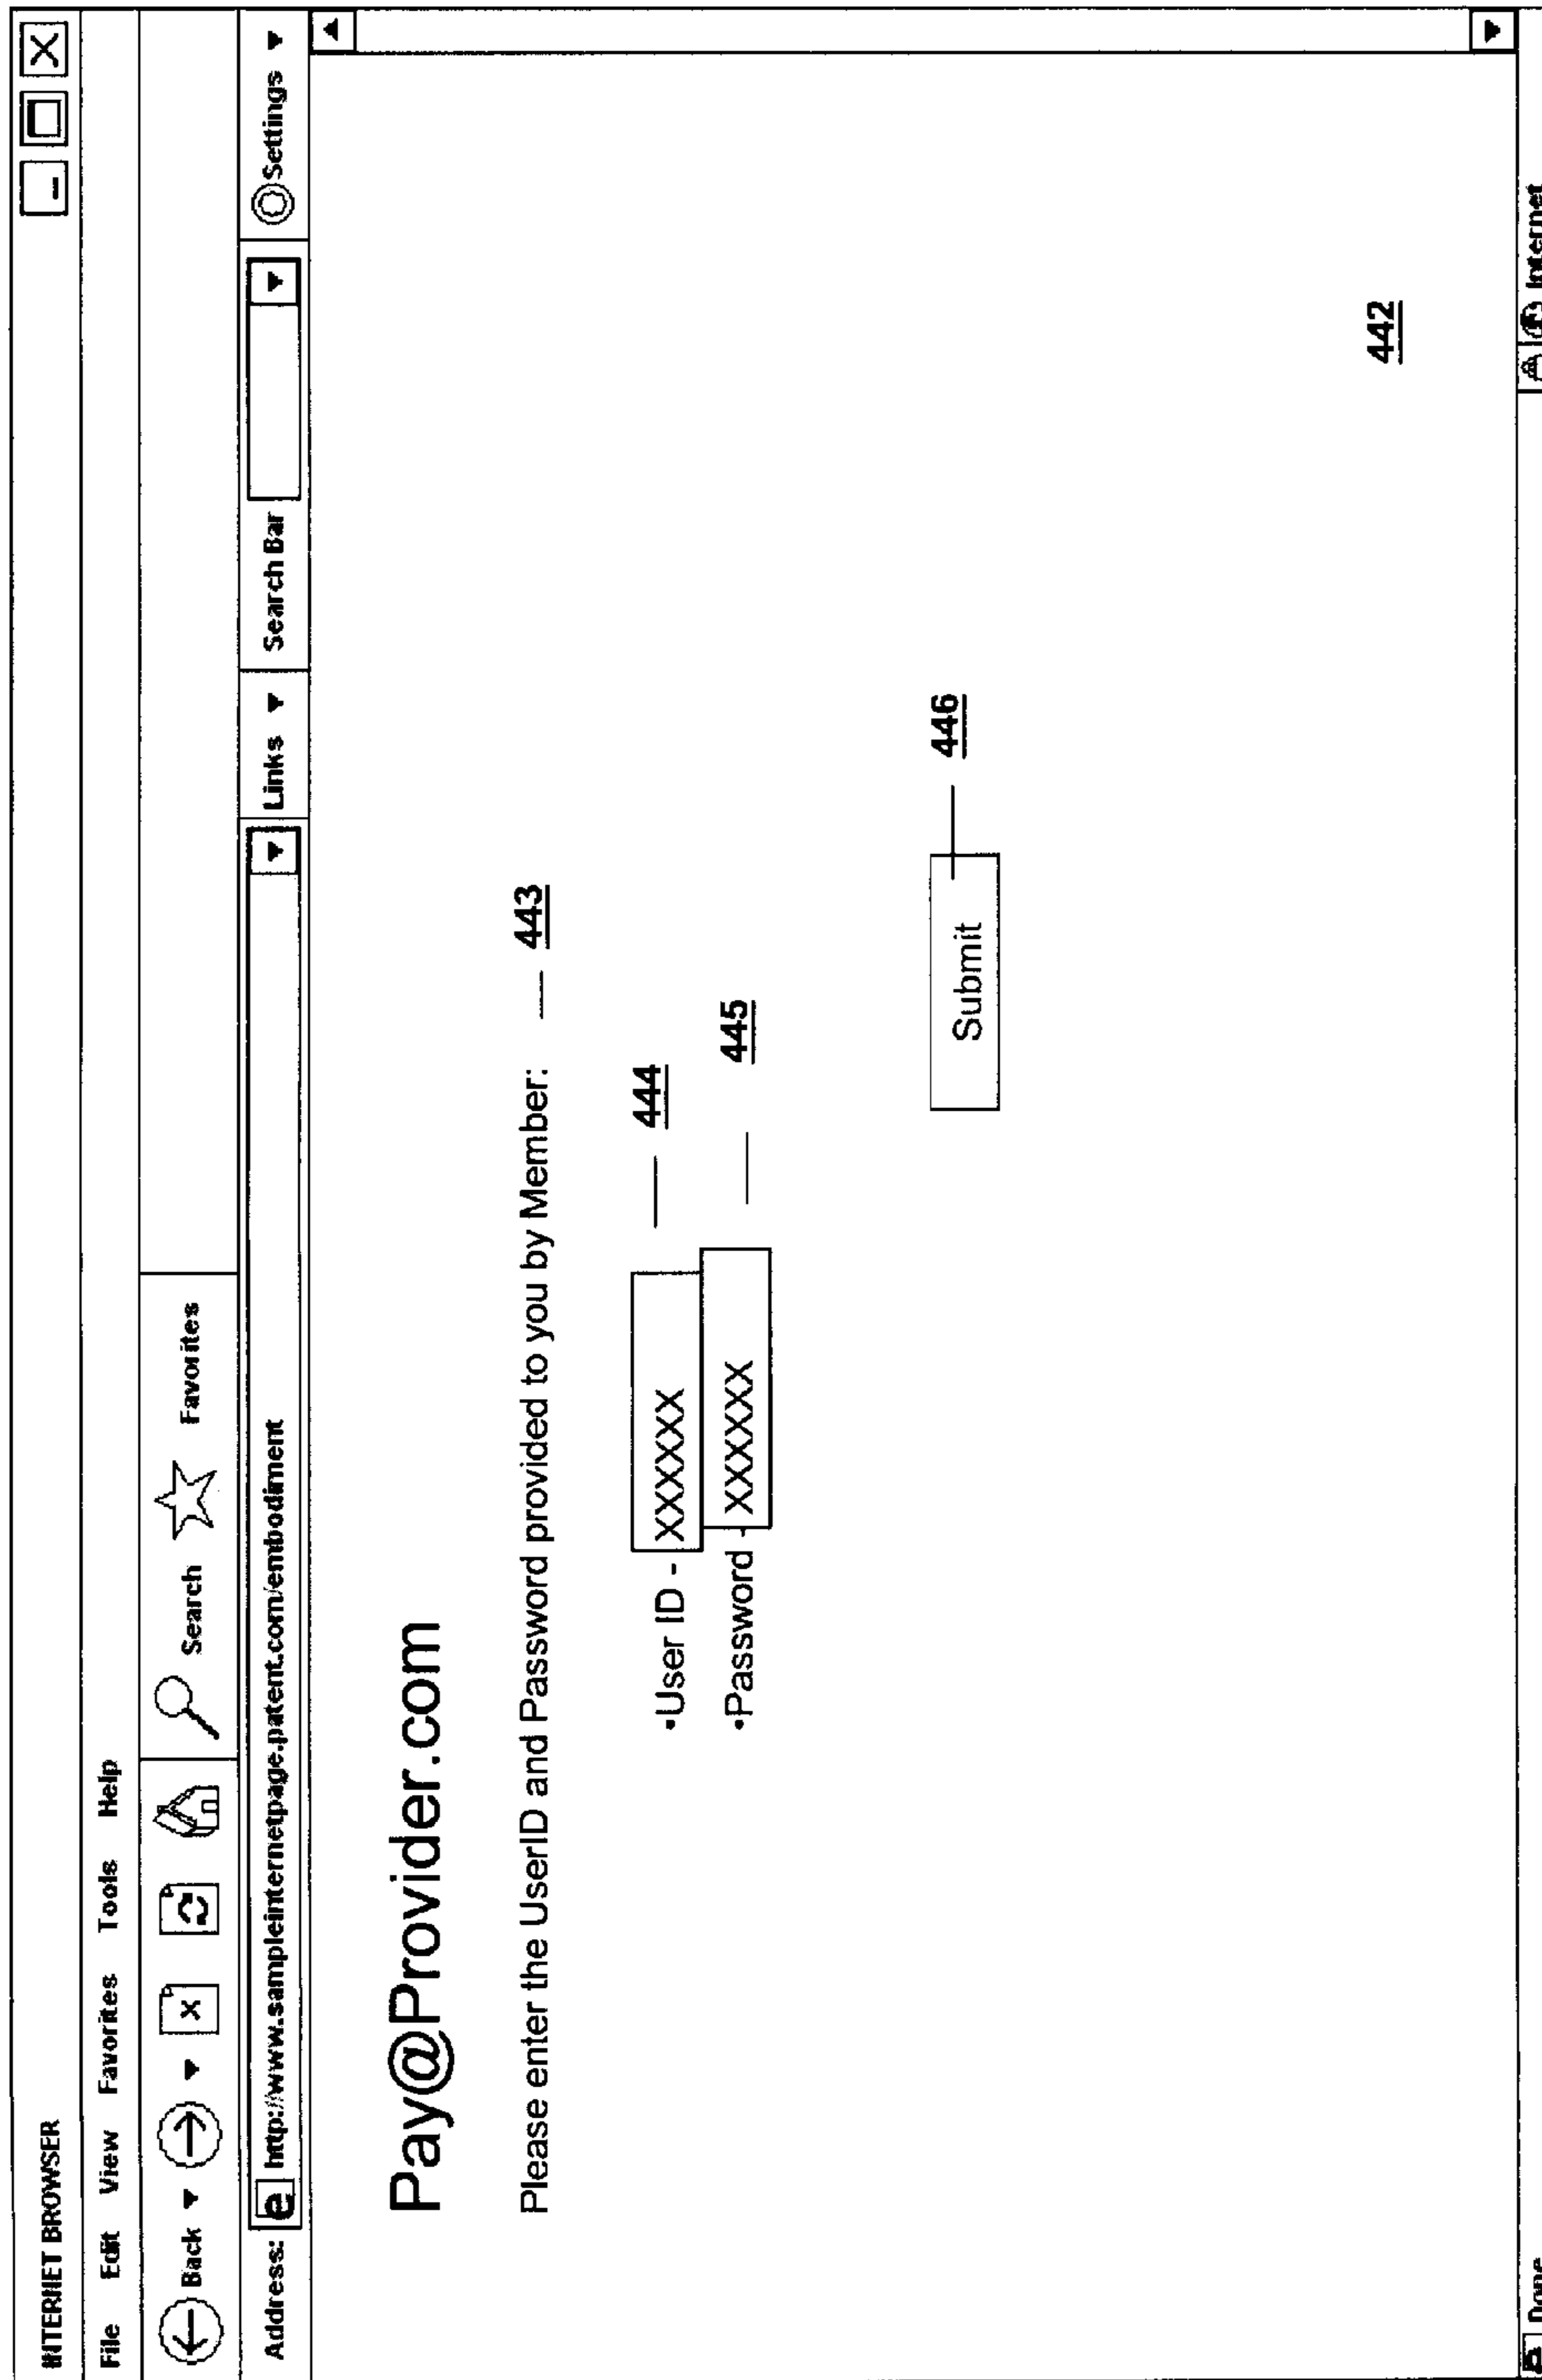 INTERNET BROWSER
File Edit View Favorites Tools Help
Back Search Favorites
Address: http://www.sampleinternetpage.patent.com/embodiment Links Search Bar Settings
Pay@Provider.com
Please enter the UserID and Password provided to you by Member: 443
•User ID - XXXXXX 444
•Password - XXXXXX 445
Submit 446
442
Done Internet